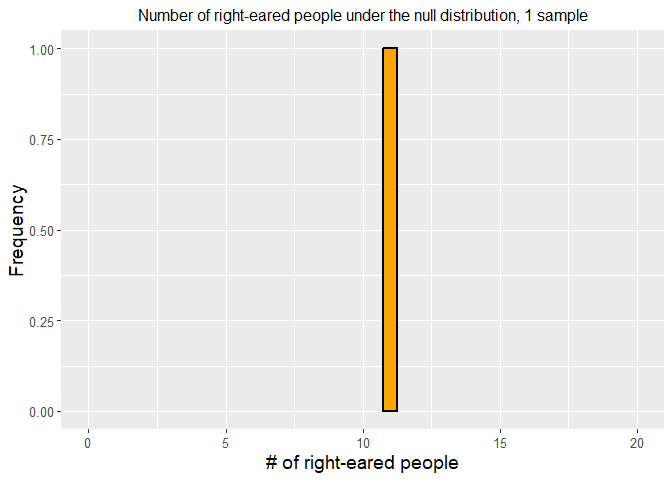 Number of right-eared people under the null distribution, 1 sample
1.00
0.75
0.50
0.25
0.00
Frequency
0 5 10 15 20
# of right-eared people